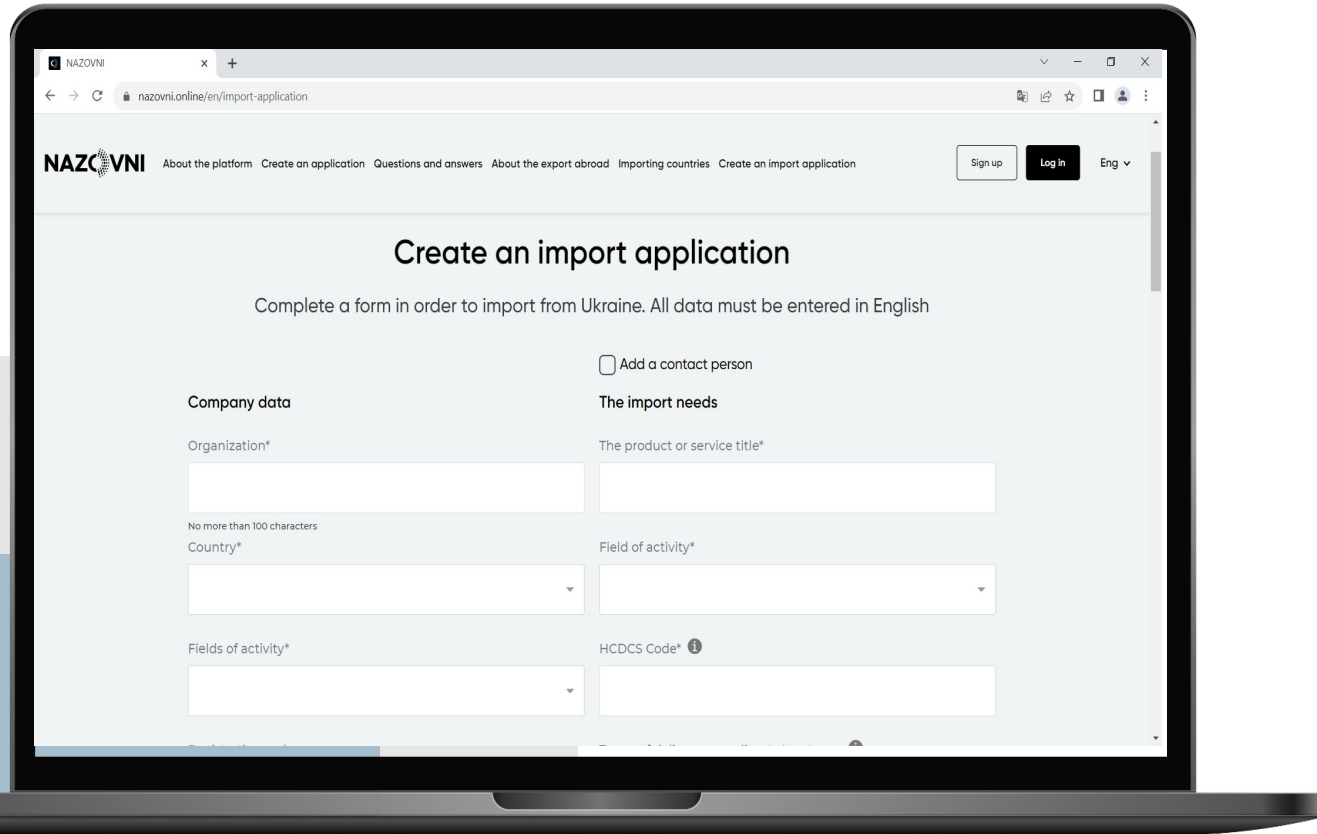 NAZOVNI
nazovni.online/en/import-application
NAZOVNI About the platform Create an application Questions and answers About the export abroad Importing countries Create an import application Sign up Log in Eng
Create an import application
Complete a form in order to import from Ukraine. All data must be entered in English
Add a contact person
Company data The import needs
Organization* The product or service title*
No more than 100 characters
Country* Field of activity*
Fields of activity* HCDCS Code*